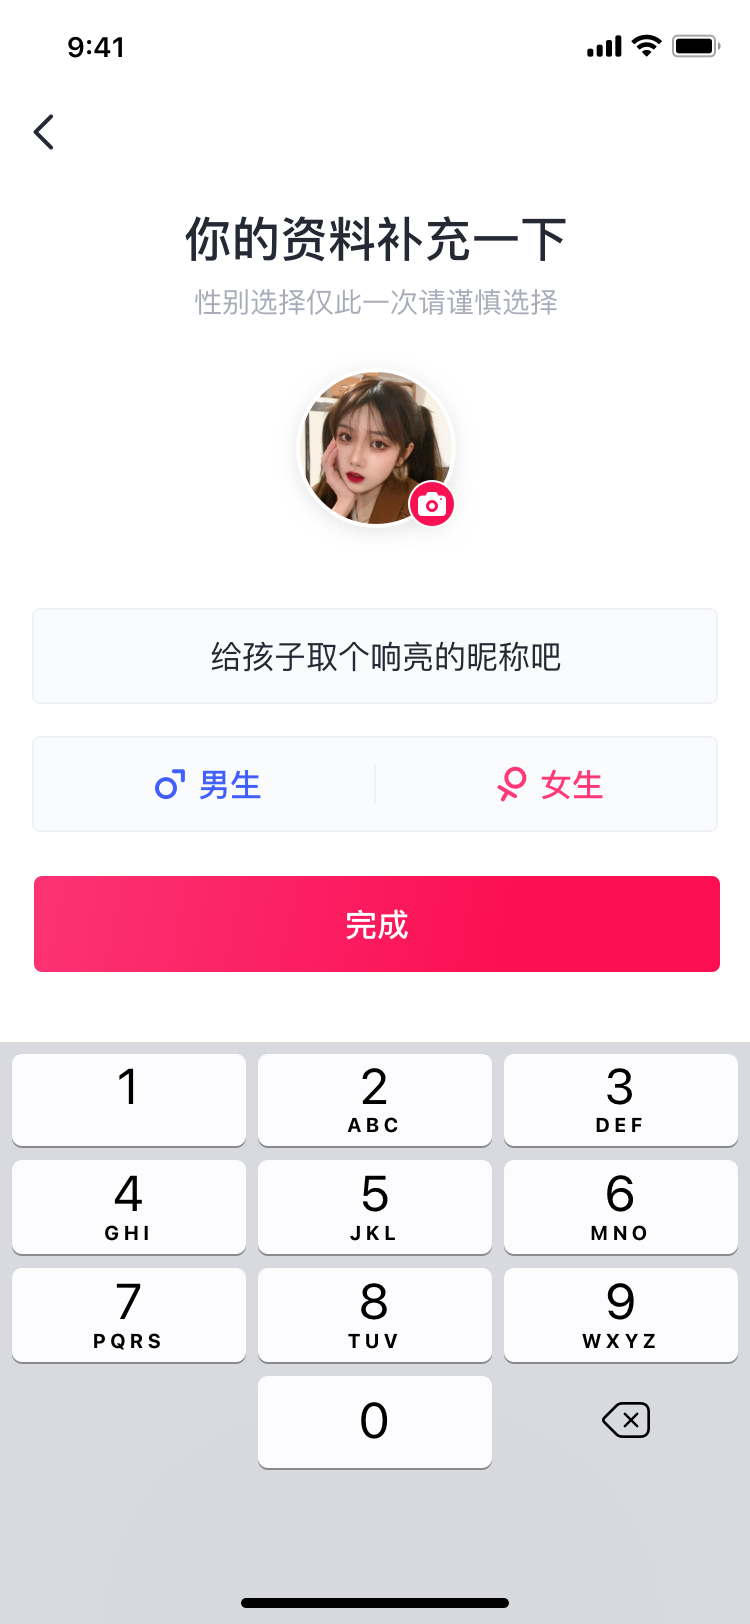 9:41
你的资料补充一下
性别选择仅此一次请谨慎选择
给孩子取个响亮的昵称吧
男生 女生
完成
1 2 3
ABC DEF
4 5 6
GHI JKL MNO
7 8 9
PQRS TUV WXYZ
0